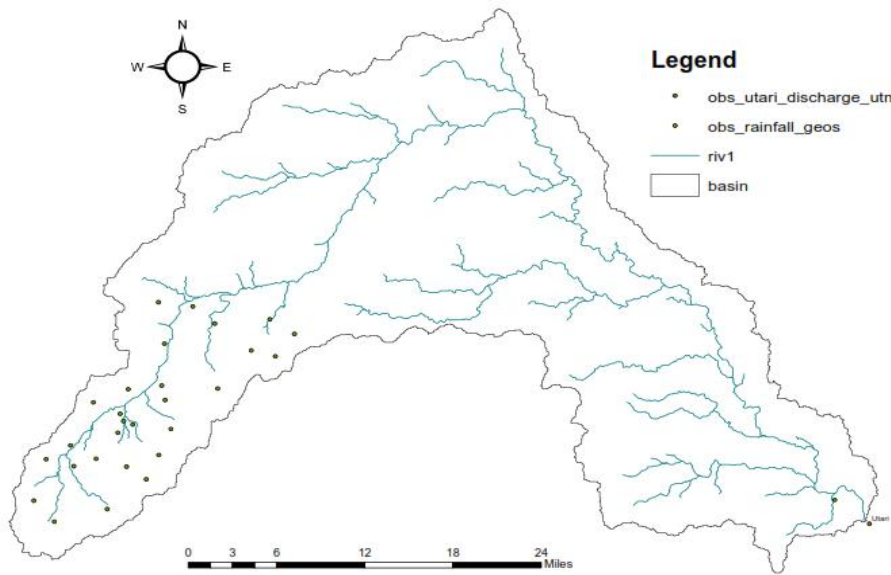 N
W E
S
Legend
obs_utari_discharge_utm
obs_rainfall_geos
riv1
basin
Utari
0 3 6 12 18 24
Miles